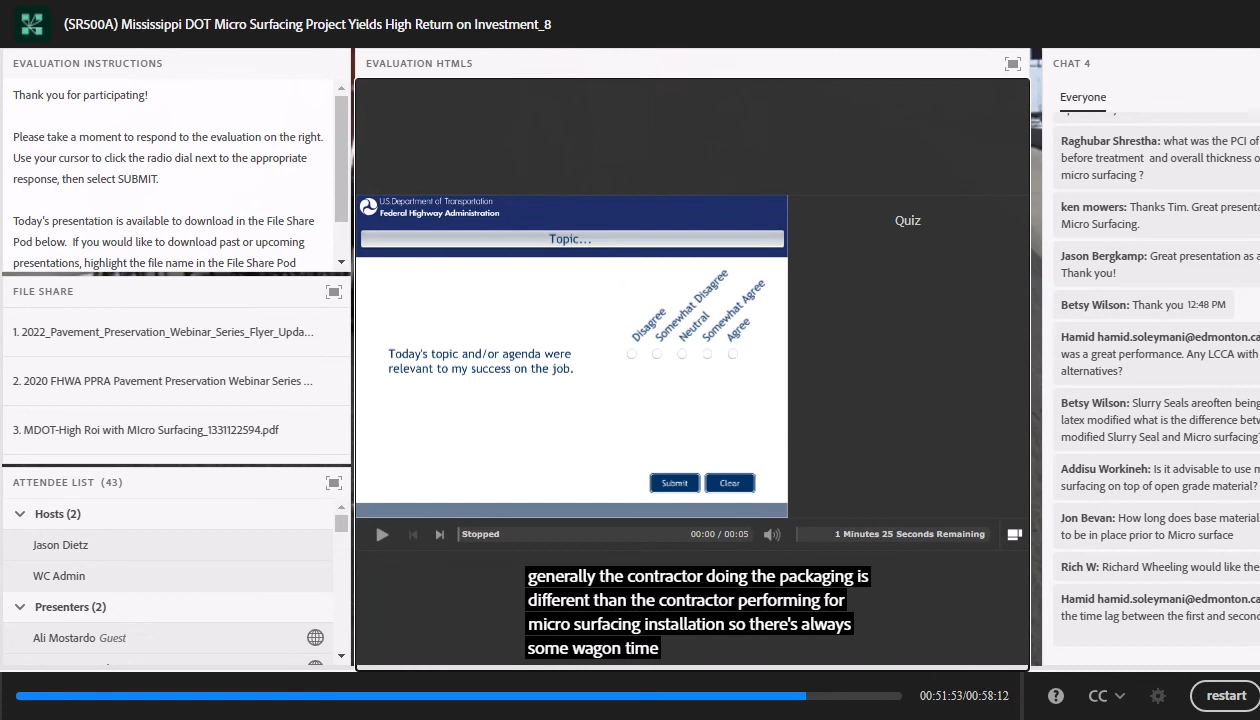 (SR500A) Mississippi DOT Micro Surfacing Project Yields High Return on Investment_8
EVALUATION INSTRUCTIONS
Thank you for participating!
Please take a moment to respond to the evaluation on the right.
Use your cursor to click the radio dial next to the appropriate
response, then select SUBMIT.
Today's presentation is available to download in the File Share
Pod below.  If you would like to download past or upcoming
presentations, highlight the file name in the File Share Pod
FILE SHARE
1. 2022_Pavement_Preservation_Webinar_Series_Flyer_Upda...
2. 2020 FHWA PPRA Pavement Preservation Webinar Series ...
3. MDOT-High Roi with MIcro Surfacing_1331122594.pdf
ATTENDEE LIST (43)
Hosts (2)
Jason Dietz
WC Admin
Presenters (2)
Ali Mostardo Guest
EVALUATION HTML5
U.S.Department of Transportation
Federal Highway Administration
Topic...
Disagree
Somewhat Disagree
Neutral
Somewhat Agree
Agree
Today's topic and/or agenda were
relevant to my success on the job.
Submit
Clear
Quiz
Stopped
00:00 / 00:05
1 Minutes 25 Seconds Remaining
generally the contractor doing the packaging is
different than the contractor performing for
micro surfacing installation so there's always
some wagon time
CHAT 4
Everyone
Raghubar Shrestha: what was the PCI of
before treatment and overall thickness o
micro surfacing ?
ken mowers: Thanks Tim. Great presenta
Micro Surfacing.
Jason Bergkamp: Great presentation as a
Thank you!
Betsy Wilson: Thank you 12:48 PM
Hamid hamid.soleymani@edmonton.ca
was a great performance. Any LCCA with
alternatives?
Betsy Wilson: Slurry Seals areoften being
latex modified what is the difference betw
modified Slurry Seal and Micro surfacing?
Addisu Workineh: Is it advisable to use m
surfacing on top of open grade material?
Jon Bevan: How long does base material
to be in place prior to Micro surface
Rich W: Richard Wheeling would like the
Hamid hamid.soleymani@edmonton.ca
the time lag between the first and second
00:51:53/00:58:12
?
CC
restart